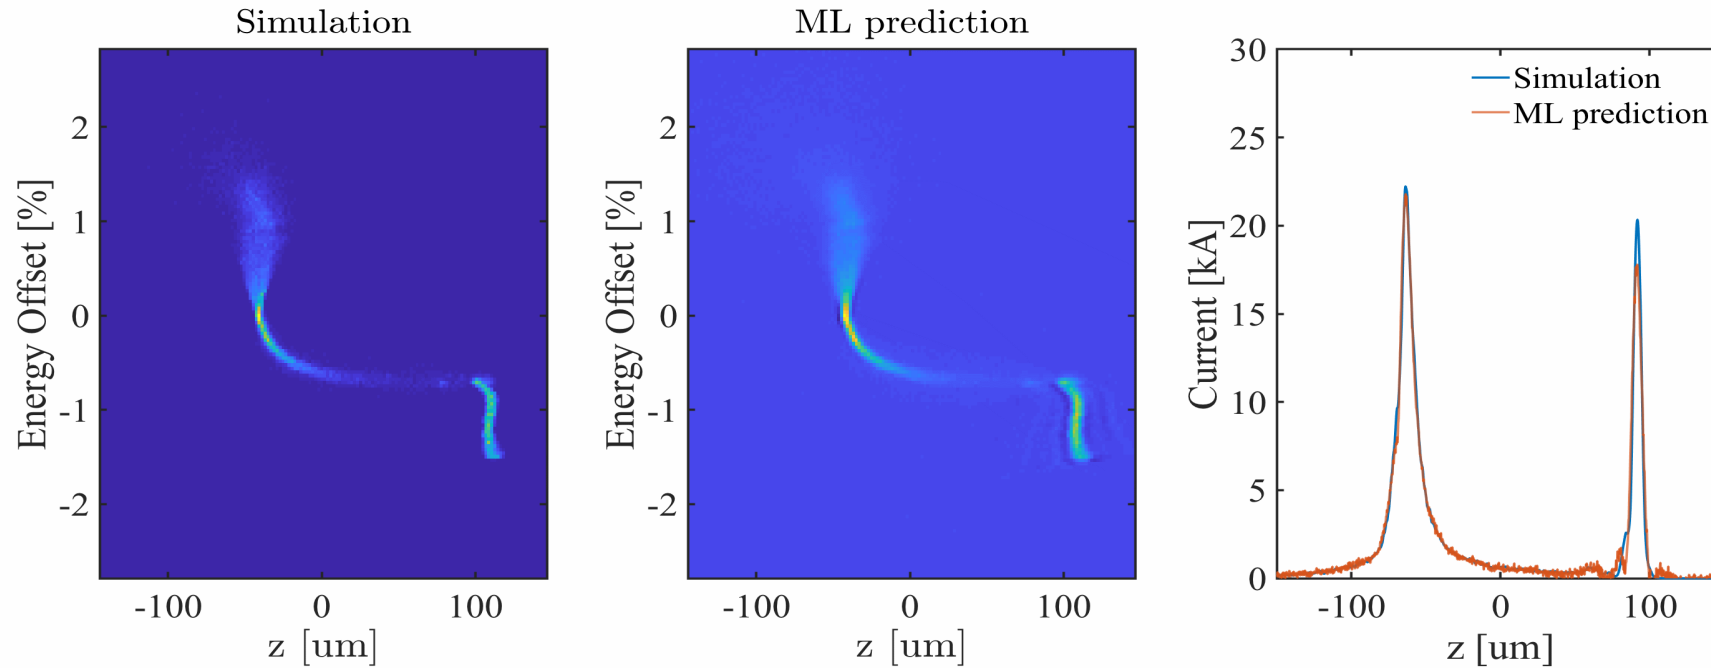 Simulation
2
1
0
-1
-2
Energy Offset [%]
-100 0 100
z [um]
ML prediction
2
1
0
-1
-2
Energy Offset [%]
-100 0 100
z [um]
30
25
20
15
10
5
0
Current [kA]
Simulation
ML prediction
-100 0 100
z [um]